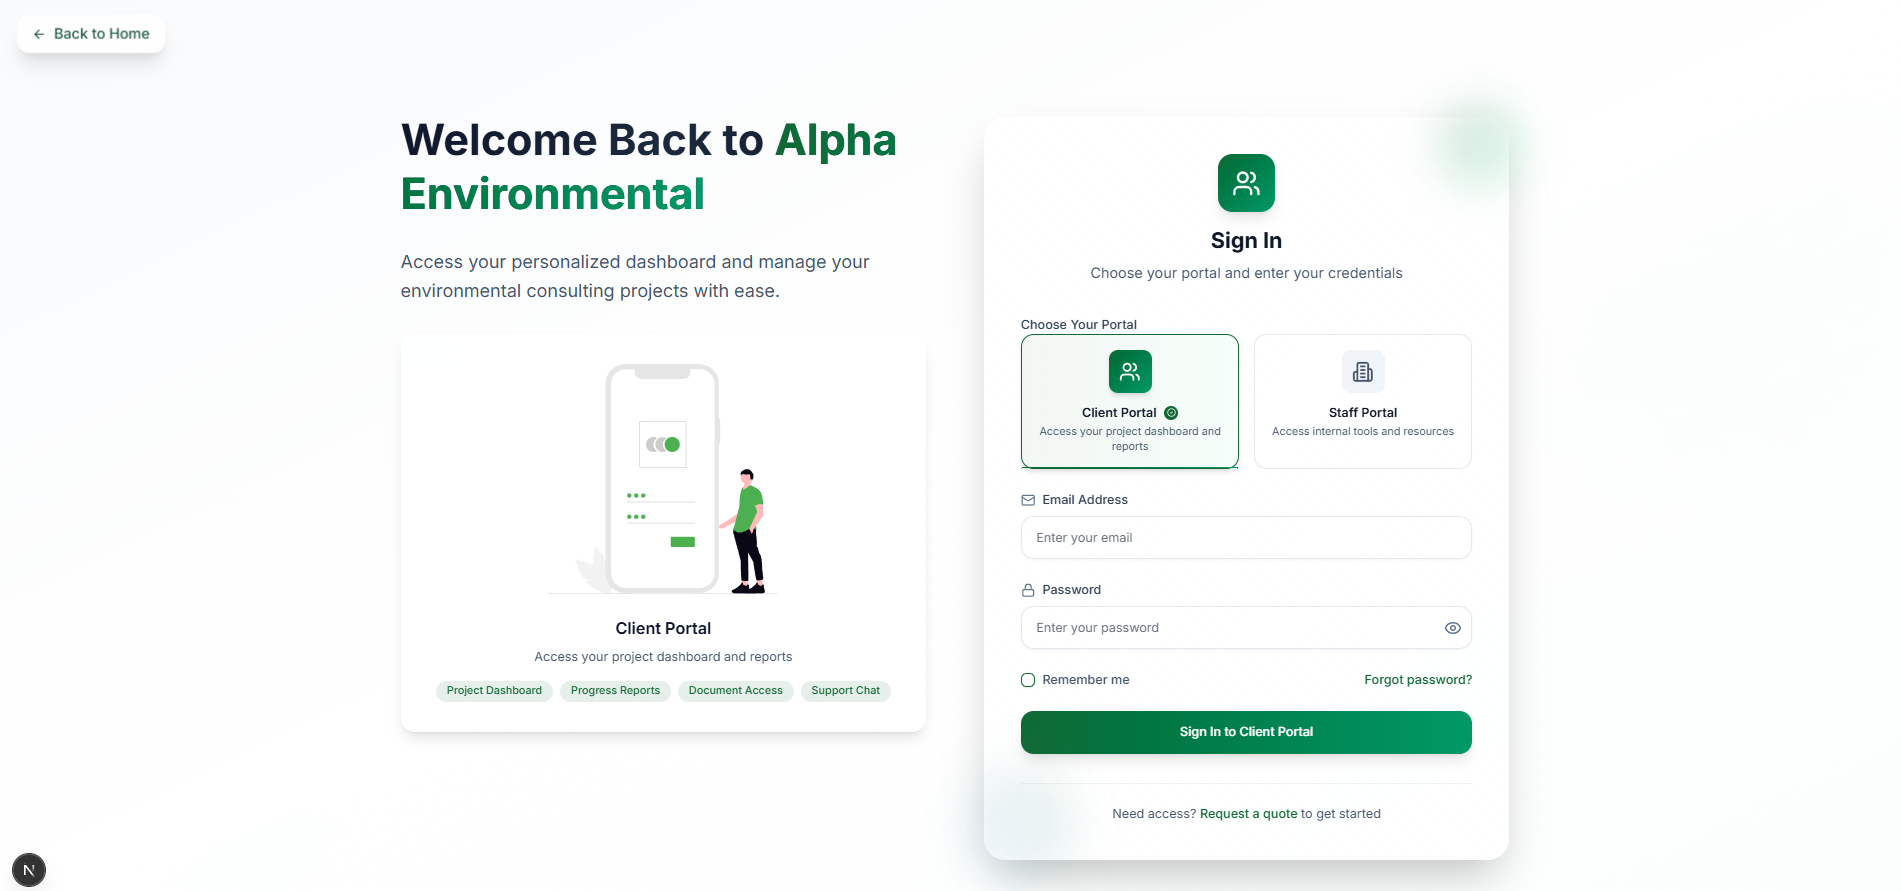 Back to Home
Welcome Back to Alpha
Environmental
Access your personalized dashboard and manage your
environmental consulting projects with ease.
Client Portal
Access your project dashboard and reports
Project Dashboard
Progress Reports
Document Access
Support Chat
Sign In
Choose your portal and enter your credentials
Choose Your Portal
Client Portal
Access your project dashboard and
reports
Staff Portal
Access internal tools and resources
Email Address
Enter your email
Password
Enter your password
Remember me
Forgot password?
Sign In to Client Portal
Need access? Request a quote to get started
N